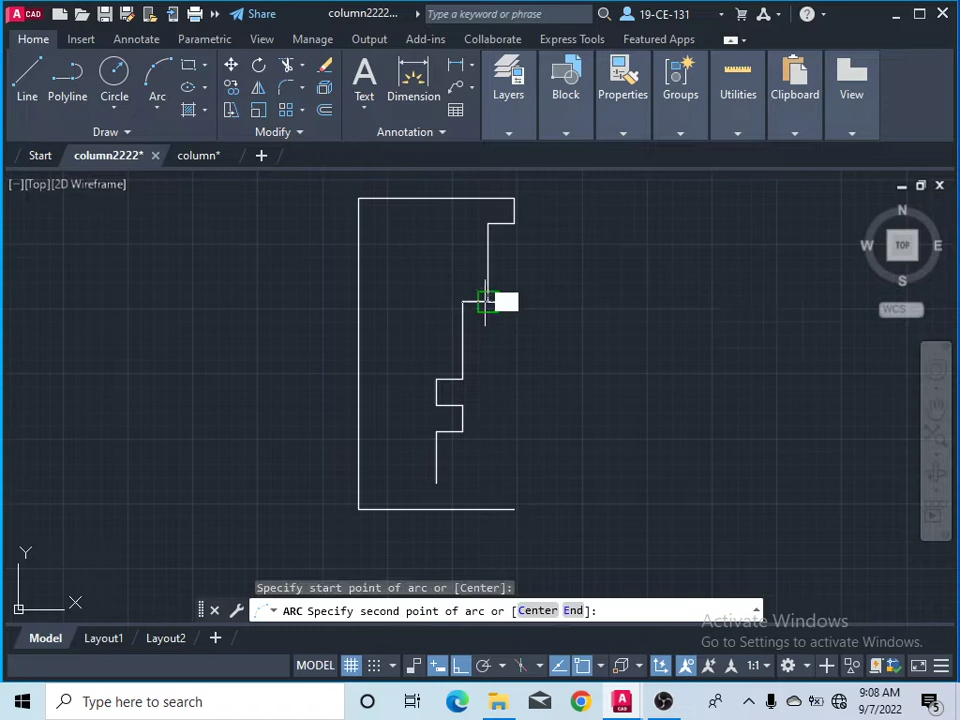 CAD Share column2222... Type a keyword or phrase 19-CE-131
Home Insert Annotate Parametric View Manage Output Add-ins Collaborate Express Tools Featured Apps
Line Polyline Circle Arc Text Dimension Layers Block Properties Groups Utilities Clipboard View
Draw Modify Annotation
Start column2222* column*
[−][Top][2D Wireframe]
N
W TOP E
S
WCS
Y
X
Specify start point of arc or [Center]:
ARC Specify second point of arc or [Center End]:
Activate Windows
Go to Settings to activate Windows.
Model Layout1 Layout2
MODEL 1:1
Type here to search
9:08 AM
9/7/2022
5